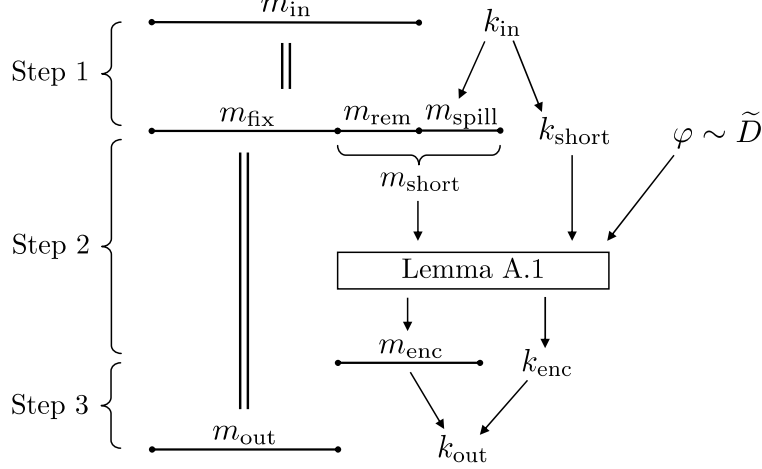 m_in
k_in
Step 1
m_fix m_rem m_spill
k_short
φ ∼ D̃
m_short
Step 2
Lemma A.1
m_enc
k_enc
Step 3
m_out
k_out